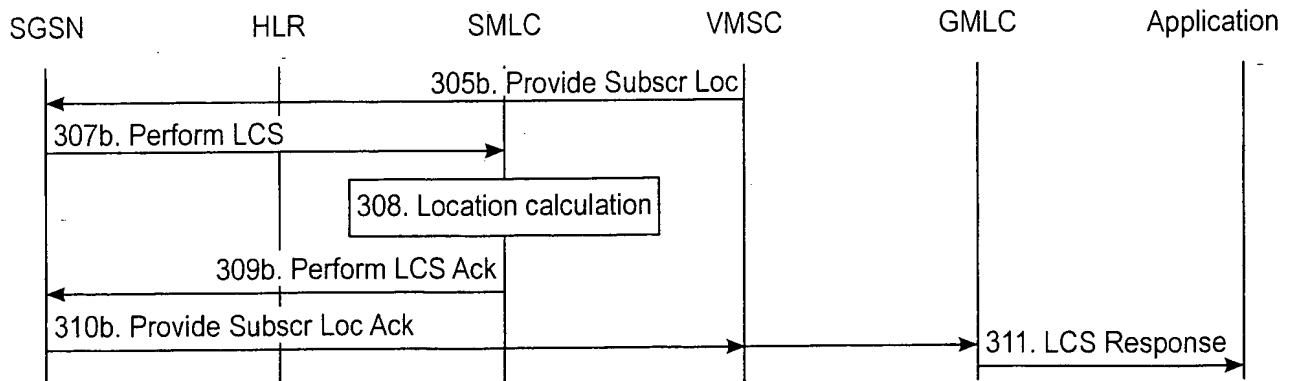 SGSN HLR SMLC VMSC GMLC Application
305b. Provide Subscr Loc
307b. Perform LCS
308. Location calculation
309b. Perform LCS Ack
310b. Provide Subscr Loc Ack
311. LCS Response